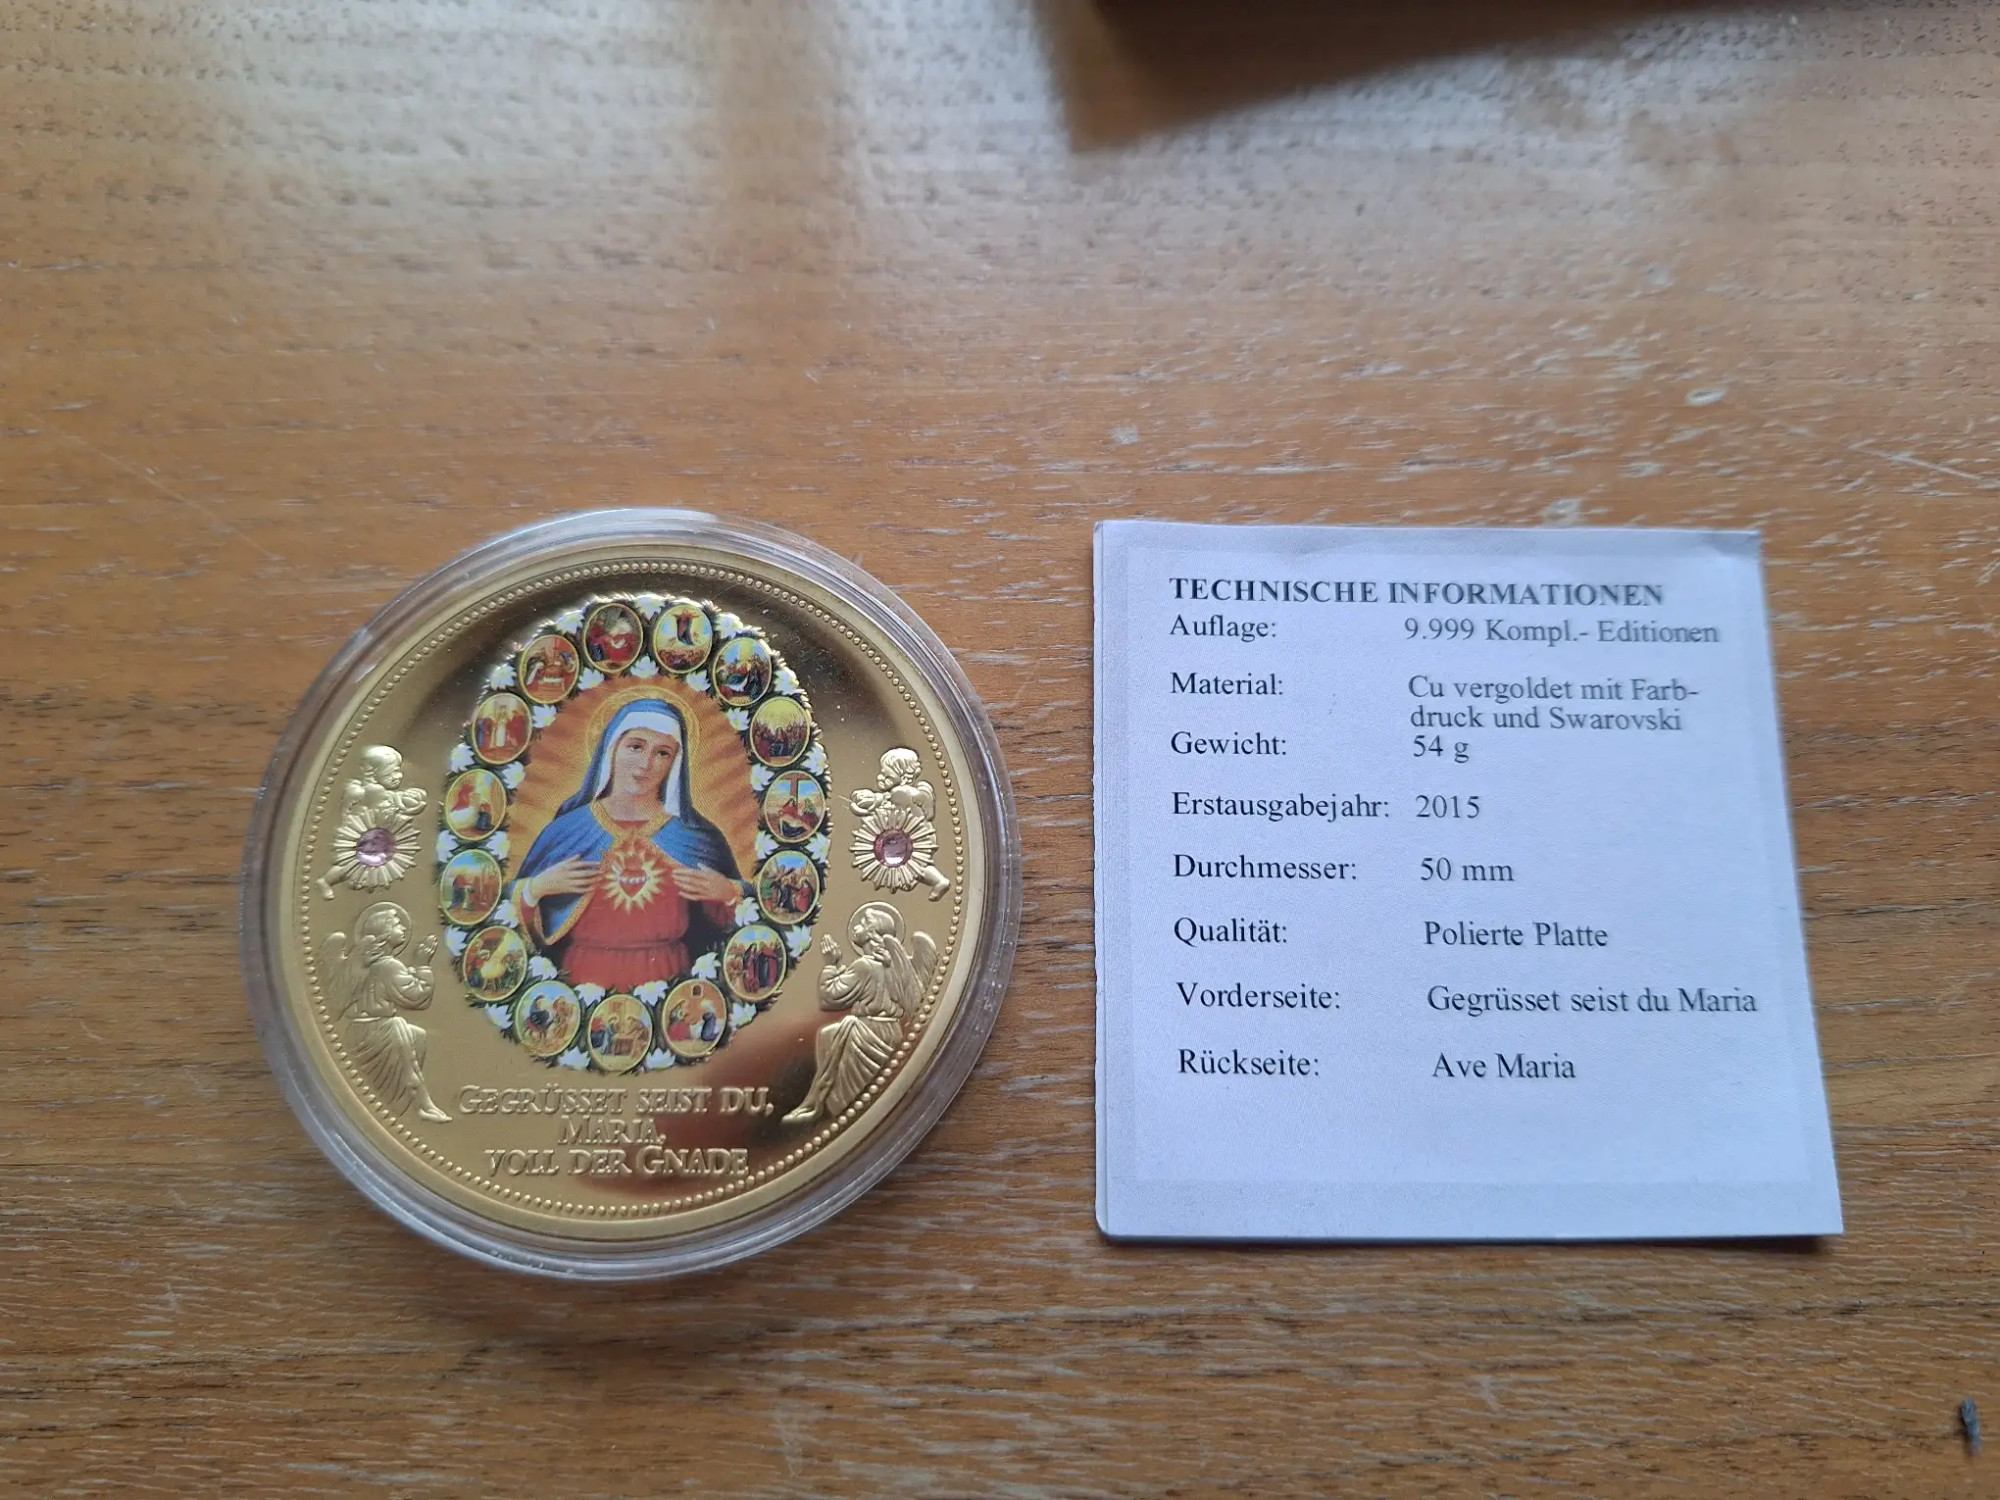 GEGRÜSSET SEIST DU,
MARIA,
VOLL DER GNADE
TECHNISCHE INFORMATIONEN
Auflage: 9.999 Kompl.- Editionen
Material: Cu vergoldet mit Farb-
druck und Swarovski
Gewicht: 54 g
Erstausgabejahr: 2015
Durchmesser: 50 mm
Qualität: Polierte Platte
Vorderseite: Gegrüsset seist du Maria
Rückseite: Ave Maria